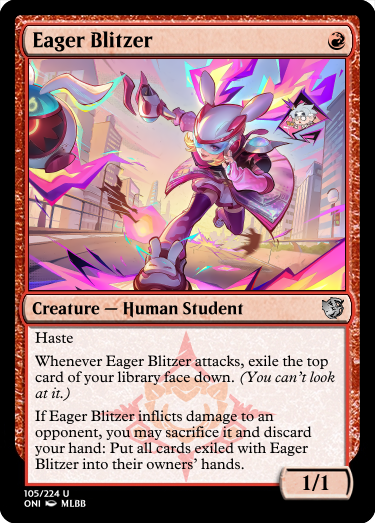 Eager Blitzer
Creature — Human Student
Haste
Whenever Eager Blitzer attacks, exile the top
card of your library face down. (You can't look
at it.)
If Eager Blitzer inflicts damage to an
opponent, you may sacrifice it and discard
your hand: Put all cards exiled with Eager
Blitzer into their owners' hands.
1/1
105/224 U
ONI MLBB